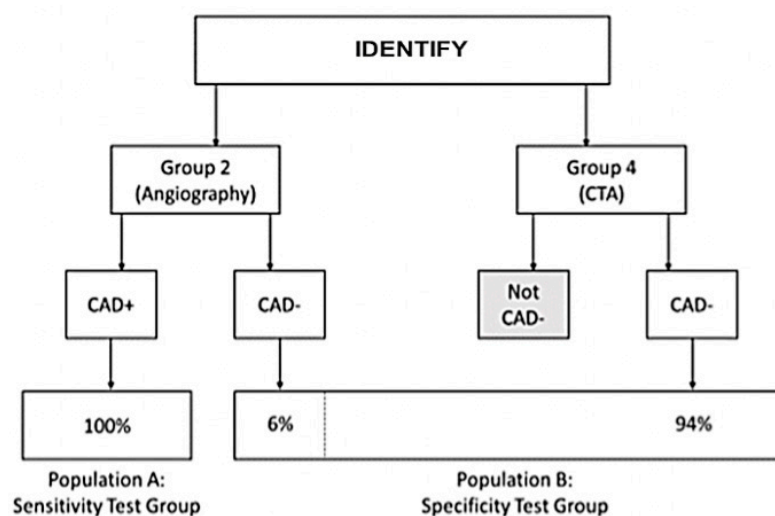 IDENTIFY
Group 2
(Angiography)
Group 4
(CTA)
CAD+
CAD-
Not
CAD-
CAD-
100%
6%
94%
Population A:
Sensitivity Test Group
Population B:
Specificity Test Group